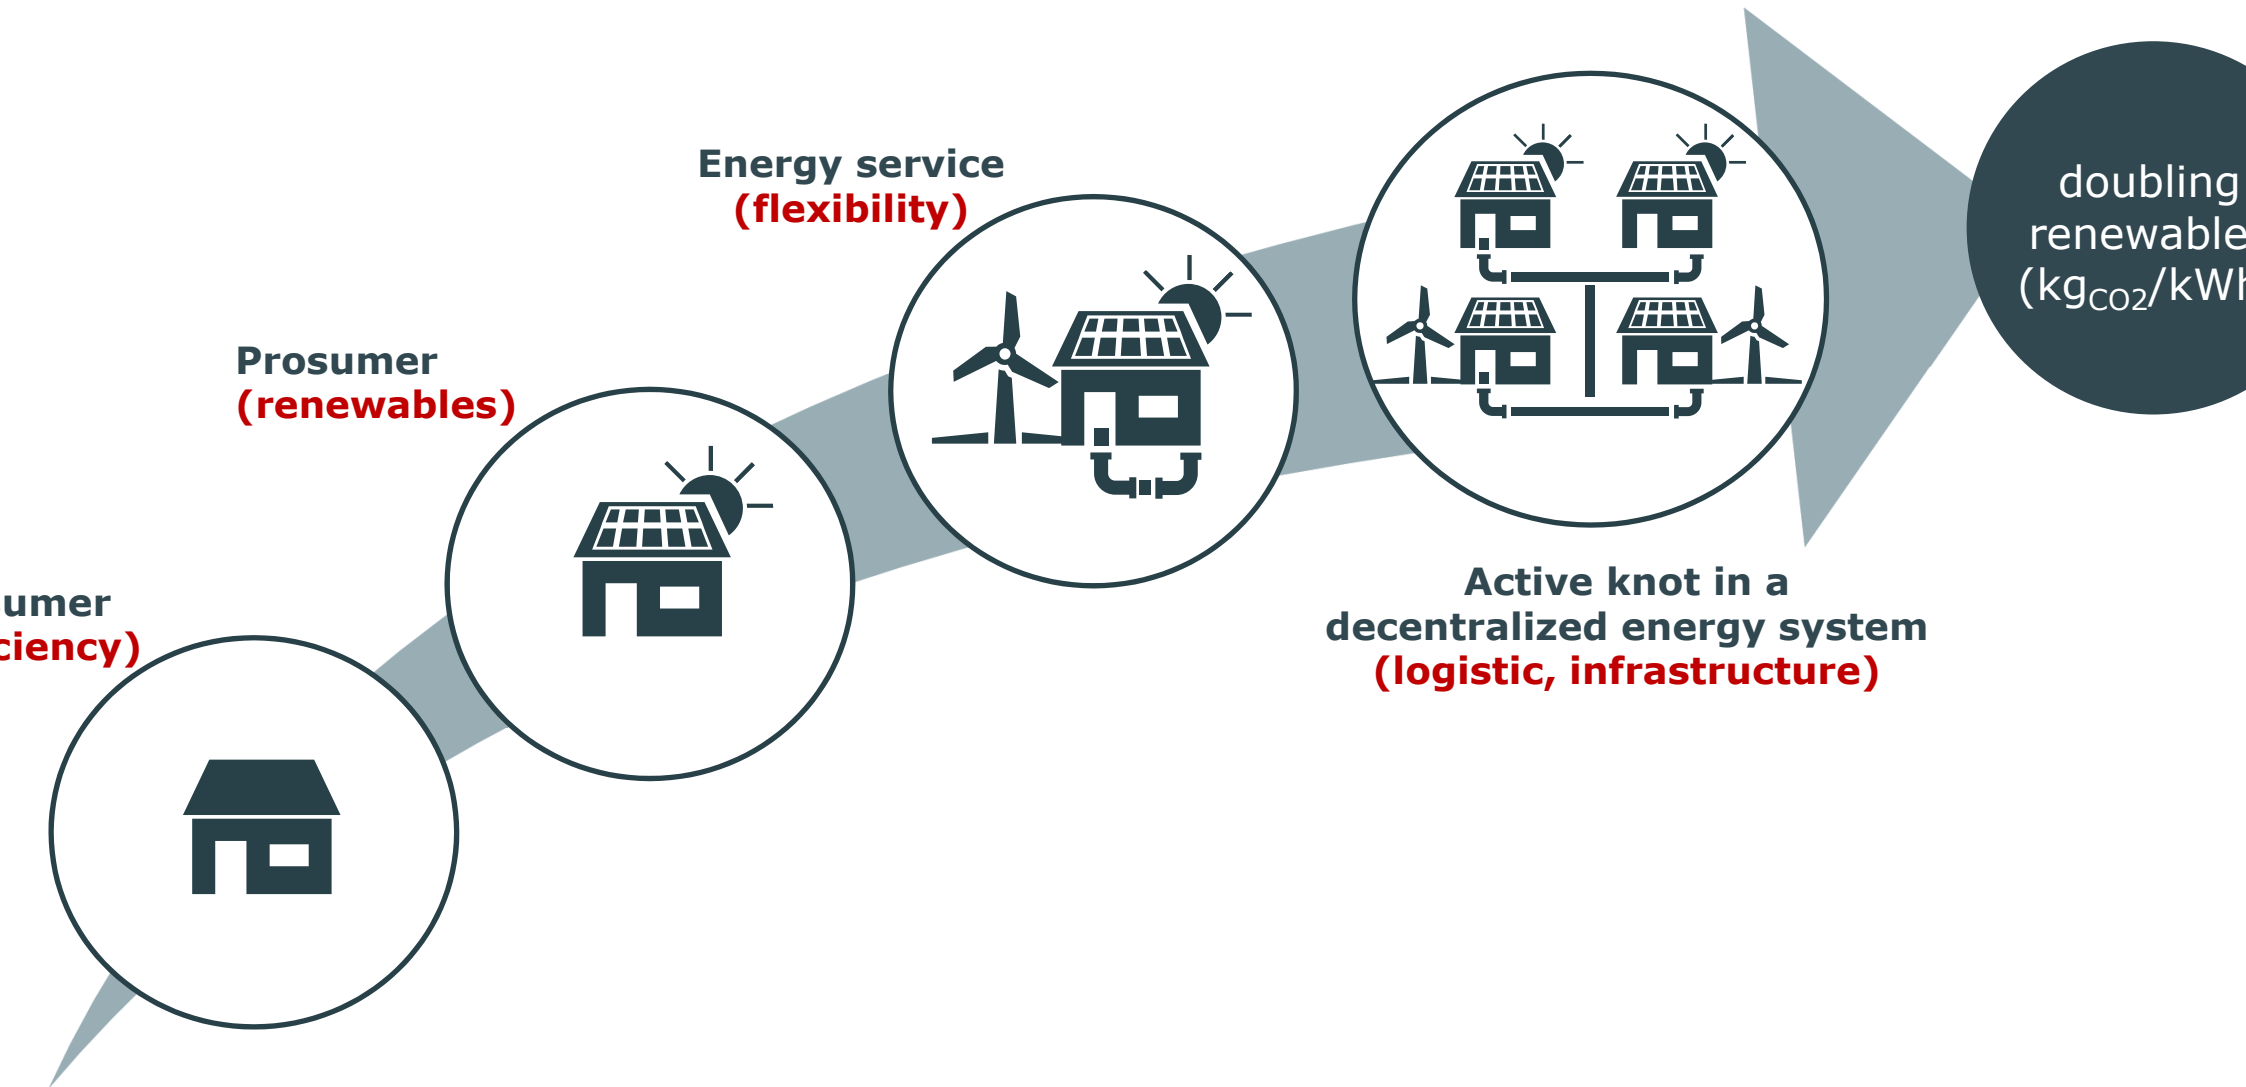 Energy service
(flexibility)
Prosumer
(renewables)
umer
ciency)
Active knot in a
decentralized energy system
(logistic, infrastructure)
doubling
renewable
(kgCO2/kWh